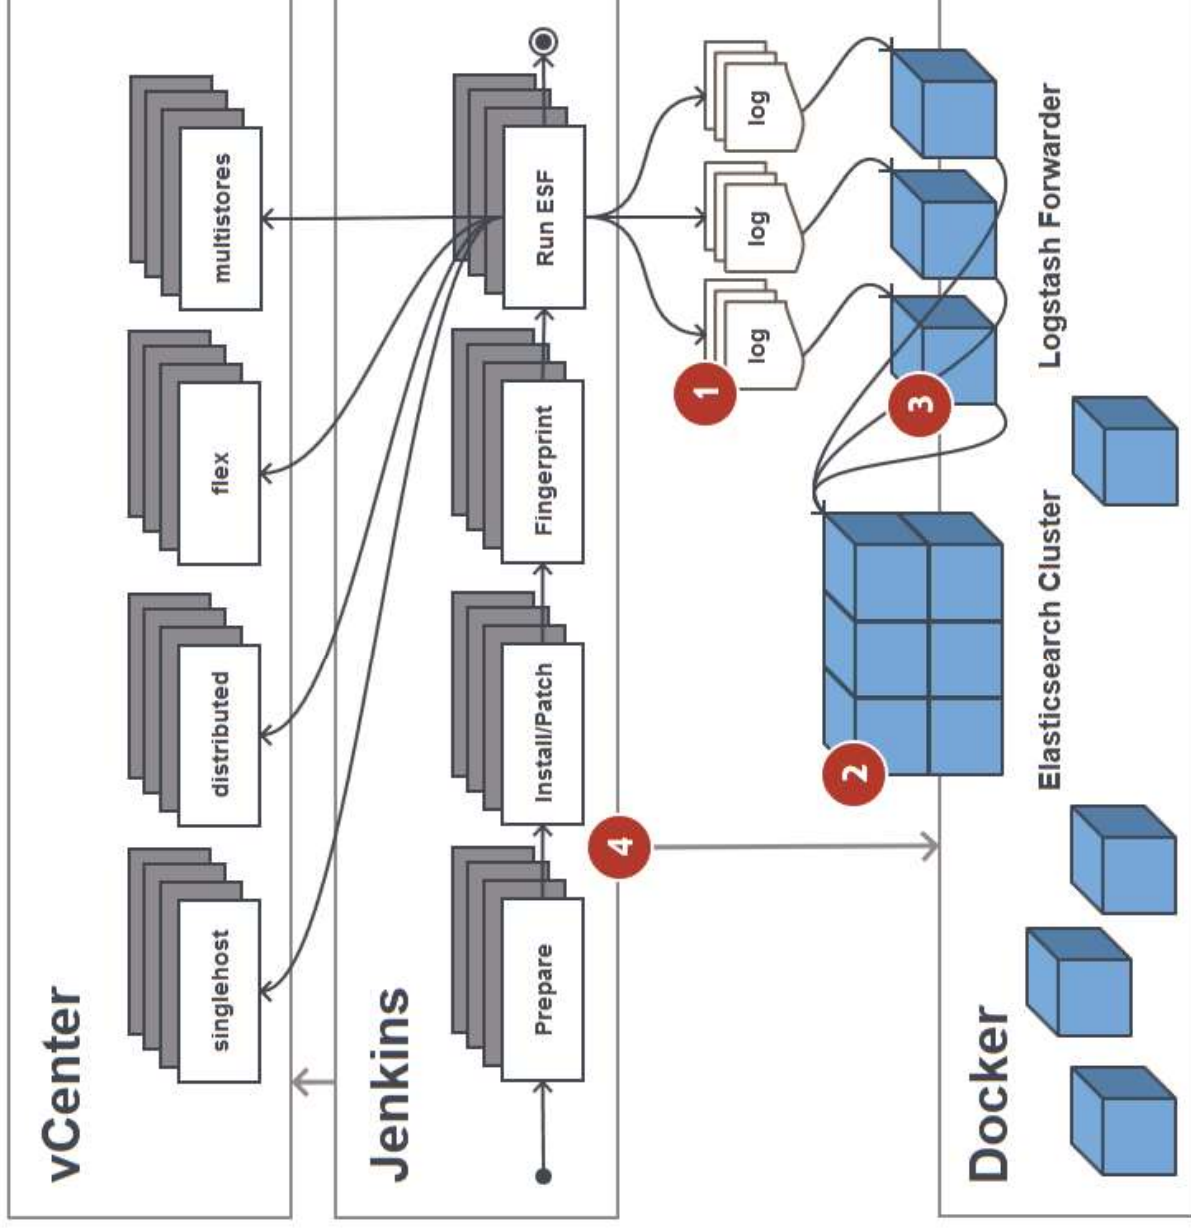 vCenter
singlehost
distributed
flex
multistores
Jenkins
Prepare
Install/Patch
Fingerprint
Run ESF
4
1
log
log
log
2
3
Docker
Elasticsearch Cluster
Logstash Forwarder